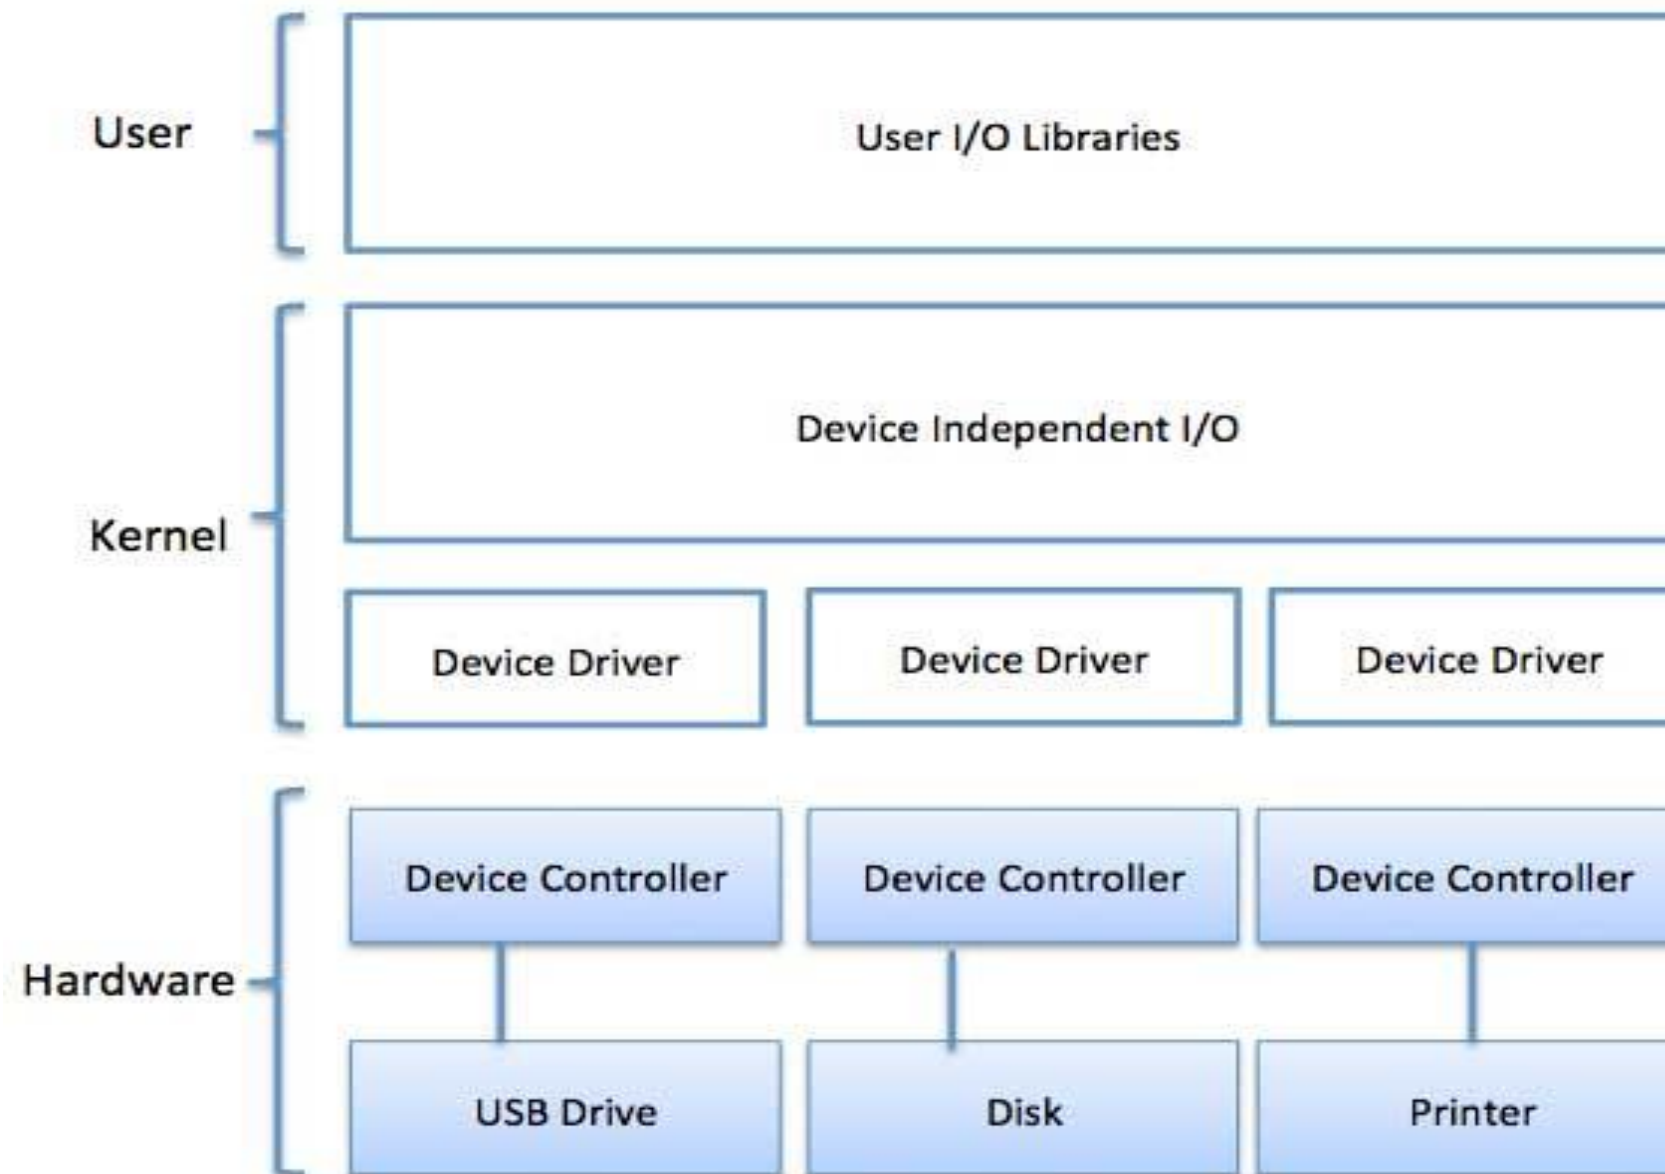 User
User I/O Libraries
Kernel
Device Independent I/O
Device Driver
Device Driver
Device Driver
Hardware
Device Controller
Device Controller
Device Controller
USB Drive
Disk
Printer